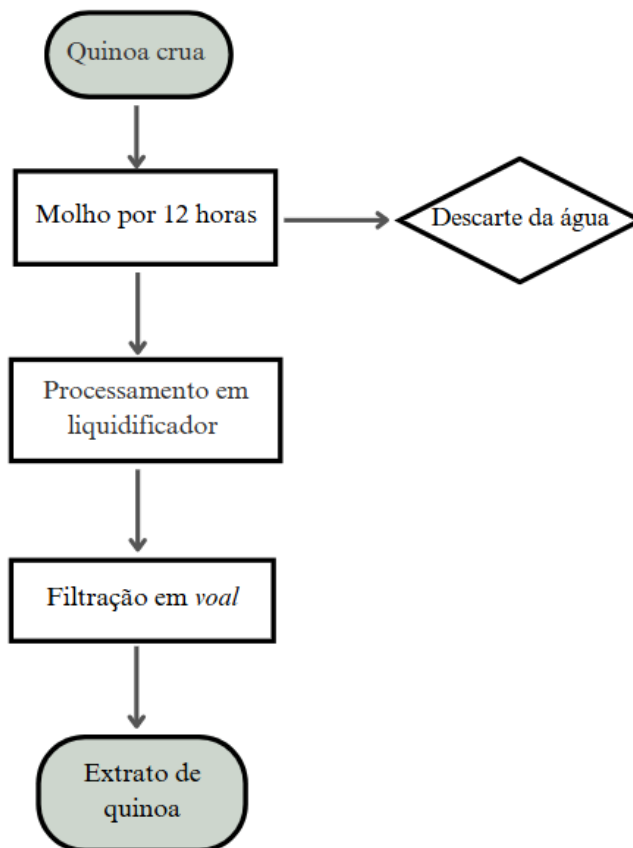 Quinoa crua
Molho por 12 horas
Descarte da água
Processamento em
liquidificador
Filtração em voal
Extrato de
quinoa